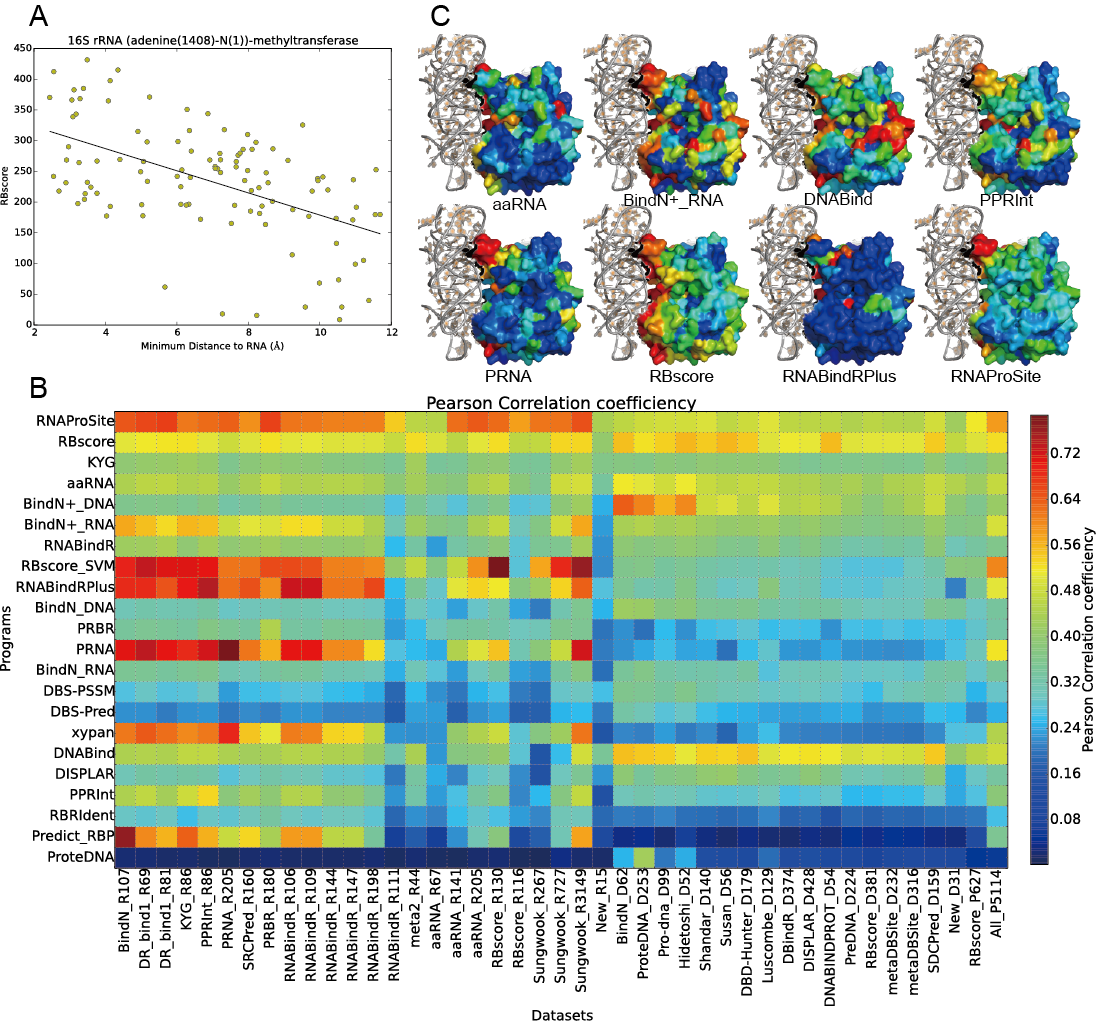 A
16S rRNA (adenine(1408)-N(1))-methyltransferase
450
400
350
300
250
200
150
100
50
0
RBscore
2
4
6
8
10
12
Minimum Distance to RNA (Å)
C
aaRNA
BindN+_RNA
DNABind
PPRInt
PRNA
RBscore
RNABindRPlus
RNAProSite
B
Pearson Correlation coefficiency
Programs
RNAProSite
RBscore
KYG
aaRNA
BindN+_DNA
BindN+_RNA
RNABindR
RBscore_SVM
RNABindRPlus
BindN_DNA
PRBR
PRNA
BindN_RNA
DBS-PSSM
DBS-Pred
xypan
DNABind
DISPLAR
PPRInt
RBRIdent
Predict_RBP
ProteDNA
BindN_R107
DR_bind1_R69
DR_bind1_R81
KYG_R86
PPRInt_R86
PRNA_R205
SRCPred_R160
PRBR_R180
RNABindR_R106
RNABindR_R109
RNABindR_R144
RNABindR_R147
RNABindR_R198
RNABindR_R111
meta2_R44
aaRNA_R67
aaRNA_R141
aaRNA_R205
RBscore_R130
RBscore_R116
Sungwook_R267
Sungwook_R727
Sungwook_R3149
New_R15
BindN_D62
ProteDNA_D253
Pro-dna_D99
Hidetoshi_D52
Shandar_D140
Susan_D56
DBD-Hunter_D179
Luscombe_D129
DBindR_D374
DISPLAR_D428
DNABINDPROT_D54
PreDNA_D224
RBscore_D381
metaDBSite_D232
metaDBSite_D316
SDCPred_D159
New_D31
RBscore_P627
All_P5114
Datasets
0.72
0.64
0.56
0.48
0.40
0.32
0.24
0.16
0.08
Pearson Correlation coefficiency